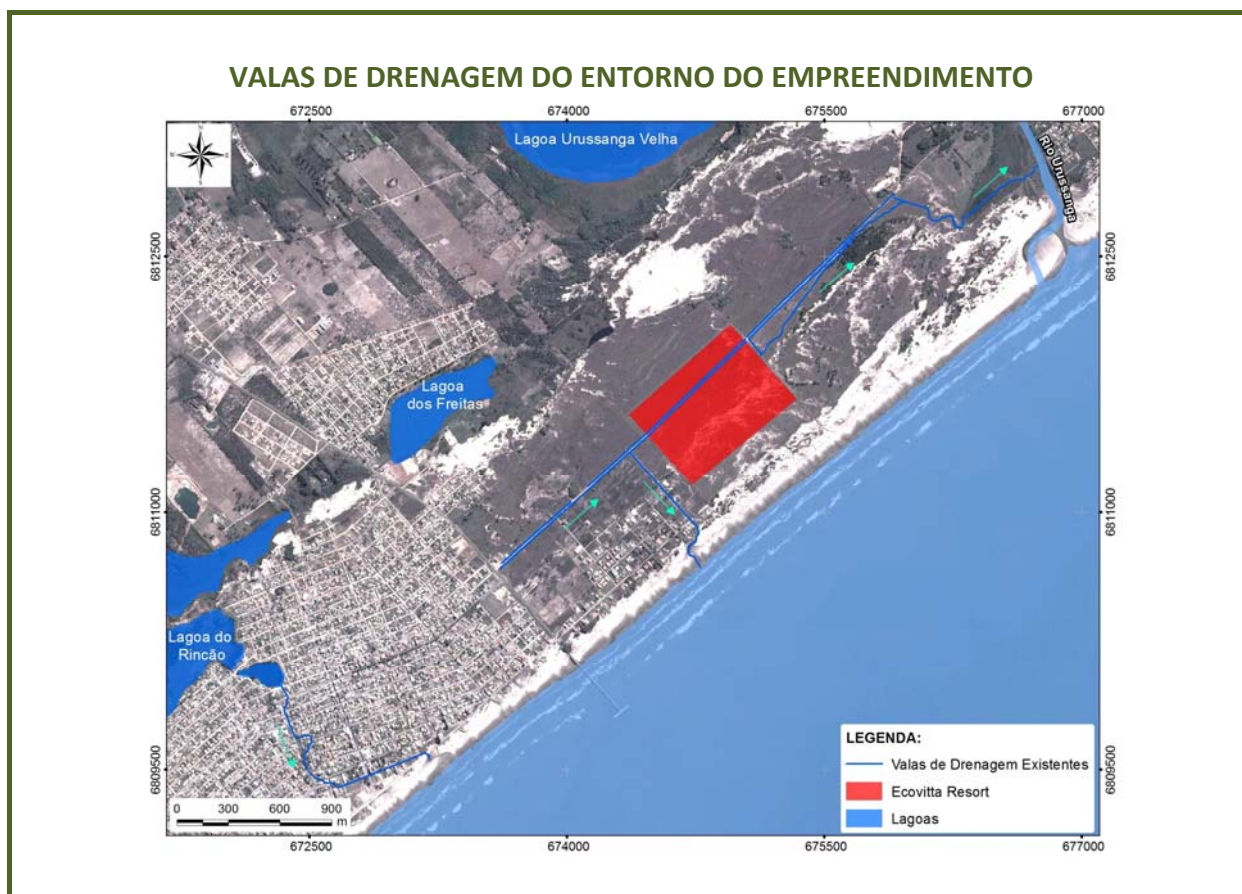 VALAS DE DRENAGEM DO ENTORNO DO EMPREENDIMENTO
672500 674000 675500 677000
Lagoa Urussanga Velha
Rio Urussanga
6812500 6812500
Lagoa
dos Freitas
6811000 6811000
Lagoa do
Rincão
LEGENDA:
Valas de Drenagem Existentes
Ecovitta Resort
Lagoas
6809500 6809500
0 300 600 900
m
672500 674000 675500 677000